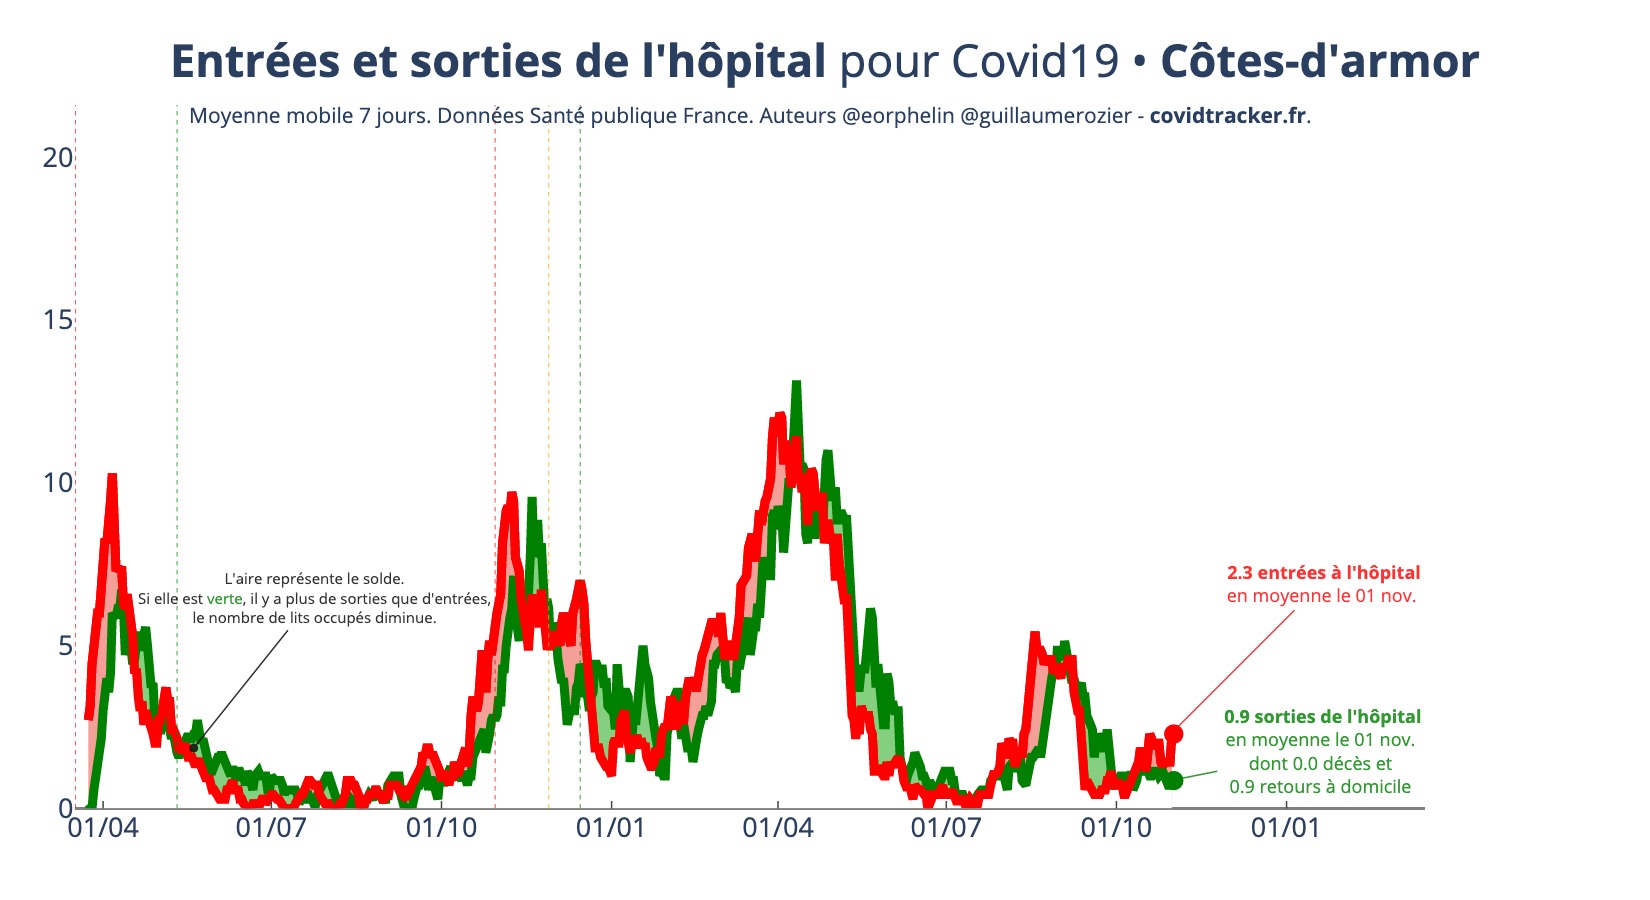 Entrées et sorties de l'hôpital pour Covid19 • Côtes-d'armor
Moyenne mobile 7 jours. Données Santé publique France. Auteurs @eorphelin @guillaumerozier - covidtracker.fr.
20
15
10
5
0
L'aire représente le solde.
Si elle est verte, il y a plus de sorties que d'entrées,
le nombre de lits occupés diminue.
2.3 entrées à l'hôpital
en moyenne le 01 nov.
0.9 sorties de l'hôpital
en moyenne le 01 nov.
dont 0.0 décès et
0.9 retours à domicile
01/04 01/07 01/10 01/01 01/04 01/07 01/10 01/01